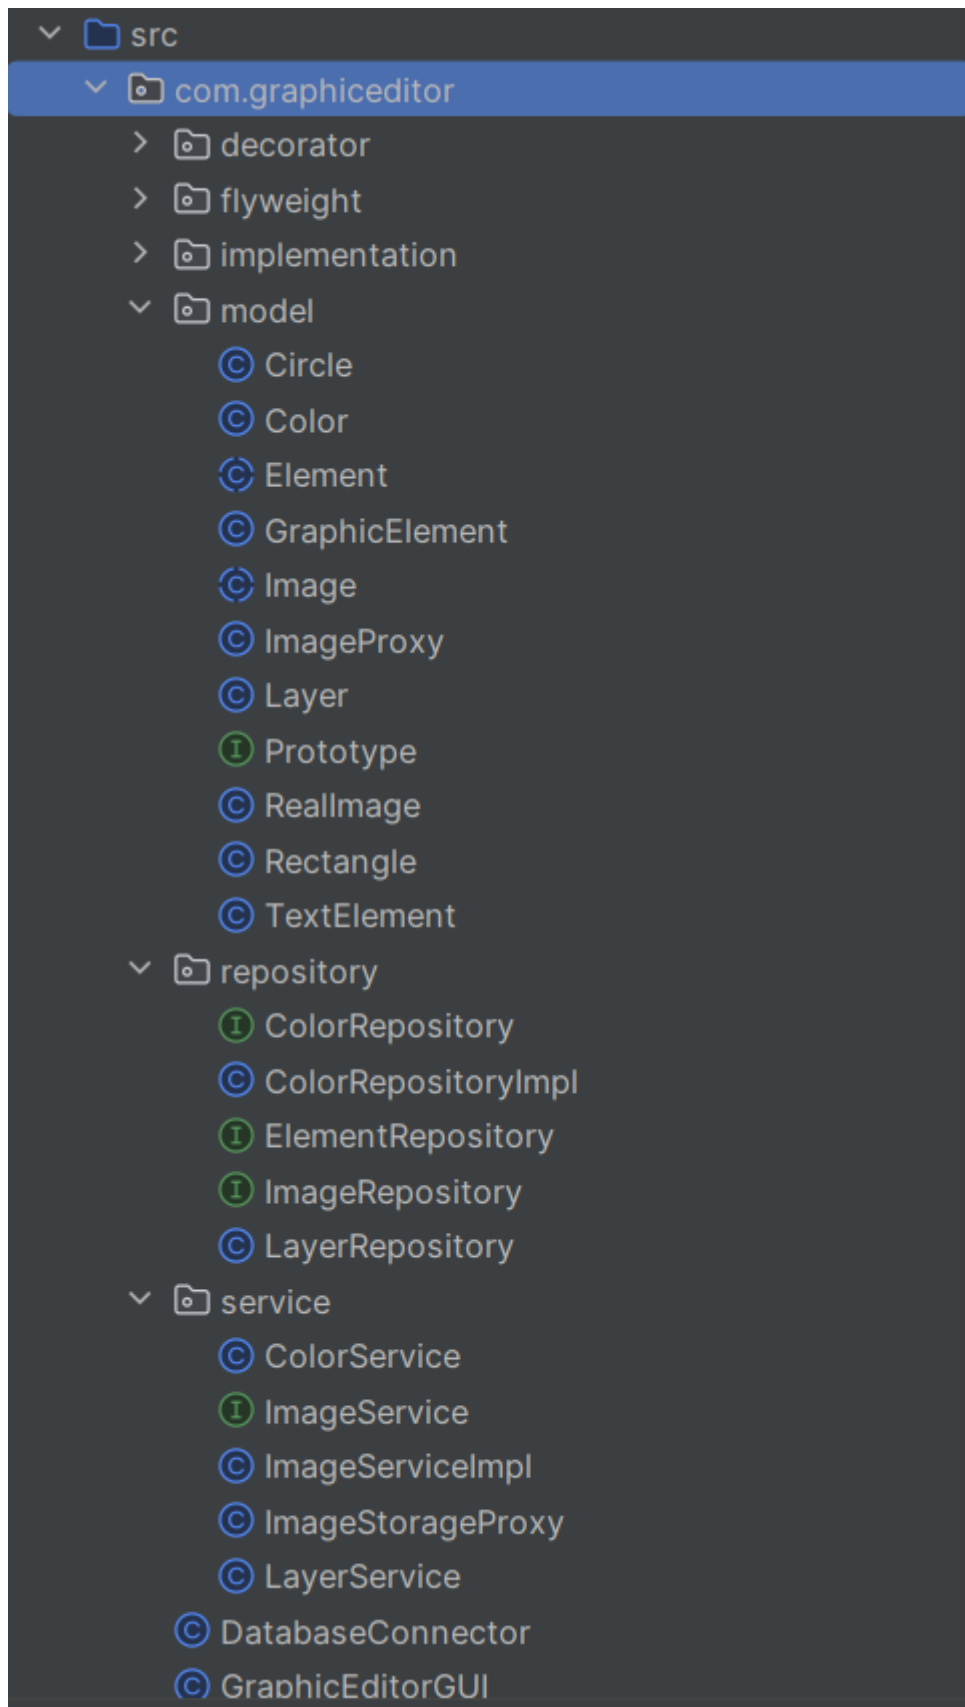 src
com.graphiceditor
decorator
flyweight
implementation
model
Circle
Color
Element
GraphicElement
Image
ImageProxy
Layer
Prototype
RealImage
Rectangle
TextElement
repository
ColorRepository
ColorRepositoryImpl
ElementRepository
ImageRepository
LayerRepository
service
ColorService
ImageService
ImageServiceImpl
ImageStorageProxy
LayerService
DatabaseConnector
GraphicEditorGUI